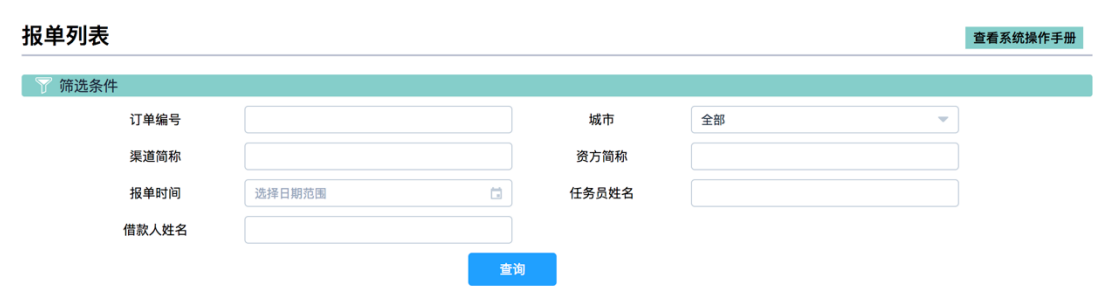 报单列表 查看系统操作手册
筛选条件
订单编号 城市 全部
渠道简称 资方简称
报单时间 选择日期范围 任务员姓名
借款人姓名
查询